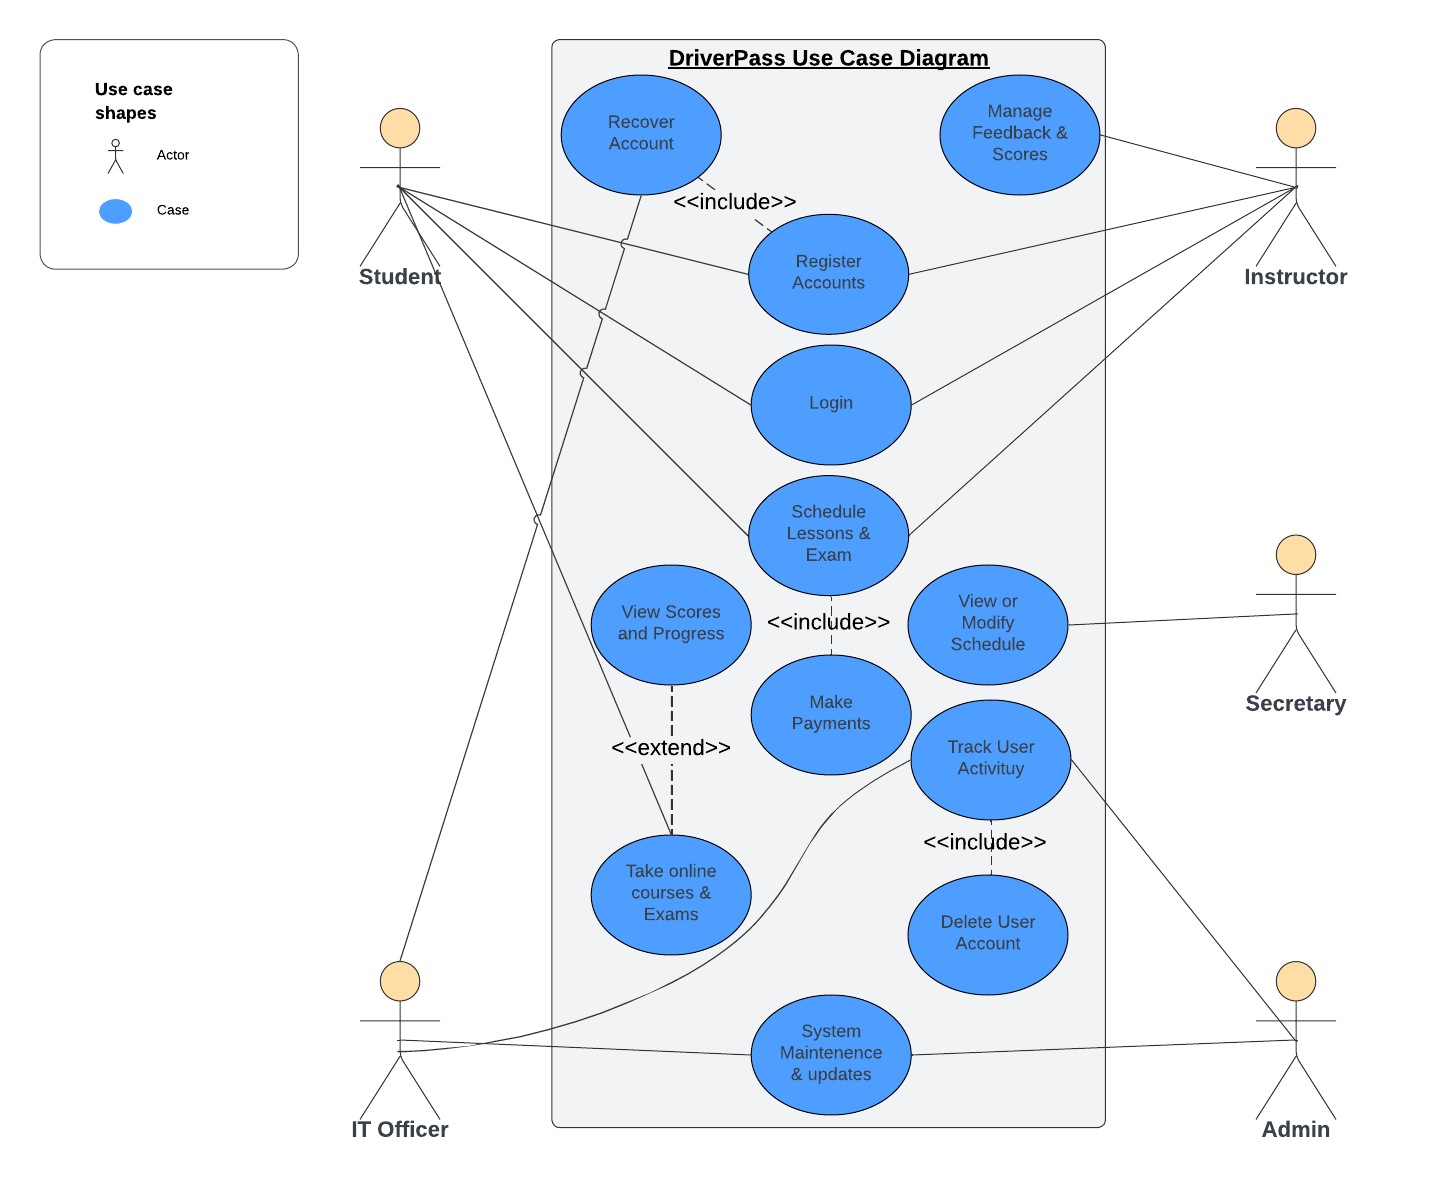 Use case
shapes
Actor
Case
DriverPass Use Case Diagram
Recover
Account
Manage
Feedback &
Scores
<<include>>
Register
Accounts
Student
Instructor
Login
Schedule
Lessons &
Exam
View Scores
and Progress
<<include>>
View or
Modify
Schedule
Make
Payments
Secretary
<<extend>>
Track User
Activituy
<<include>>
Take online
courses &
Exams
Delete User
Account
System
Maintenence
& updates
IT Officer
Admin